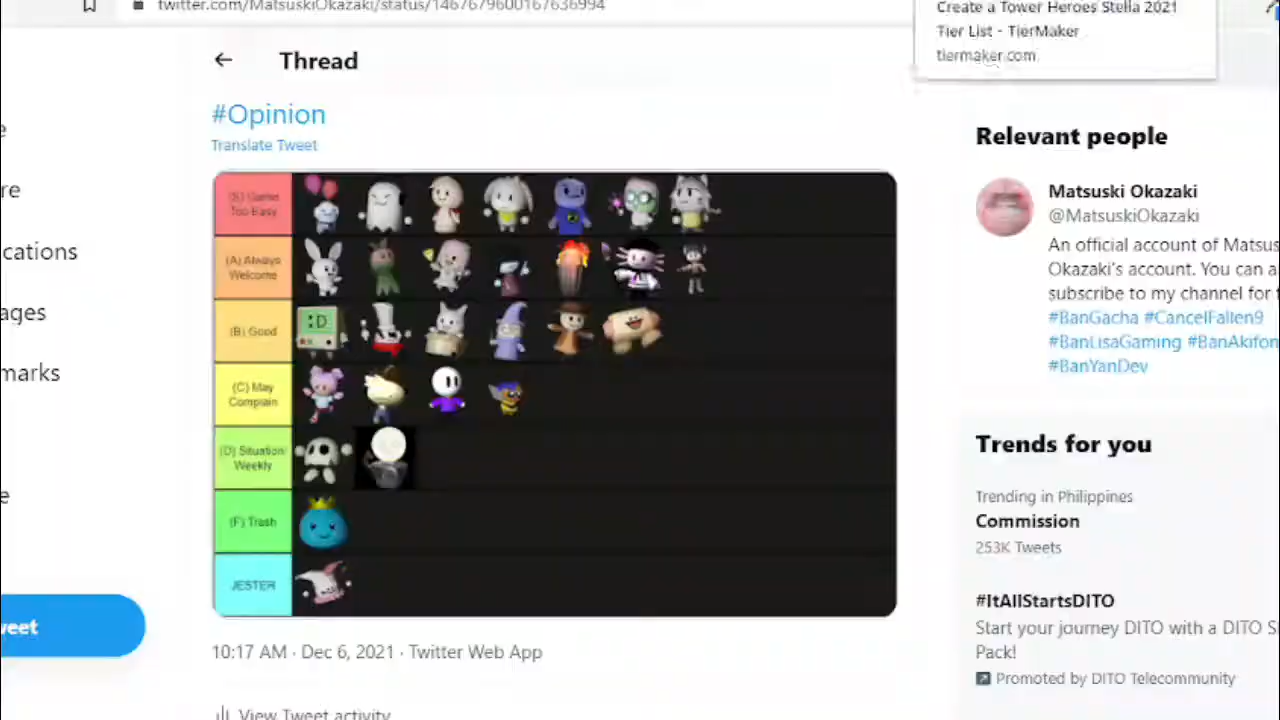 twitter.com/MatsuskiOkazaki/status/1467679600167636994
Create a Tower Heroes Stella 2021
Tier List - TierMaker
tiermaker.com
Thread
#Opinion
Translate Tweet
(S) Game
Too Easy
(A) Always
Welcome
(B) Good
:D
(C) May
Complain
(D) Situation
Weekly
(F) Trash
JESTER
10:17 AM · Dec 6, 2021 · Twitter Web App
View Tweet activity
e
re
cations
ages
marks
e
weet
Relevant people
Matsuski Okazaki
@MatsuskiOkazaki
An official account of Matsus
Okazaki's account. You can a
subscribe to my channel for
#BanGacha #CancelFallen9
#BanLisaGaming #BanAkifon
#BanYanDev
Trends for you
Trending in Philippines
Commission
253K Tweets
#ItAllStartsDITO
Start your journey DITO with a DITO S
Pack!
Promoted by DITO Telecommunity